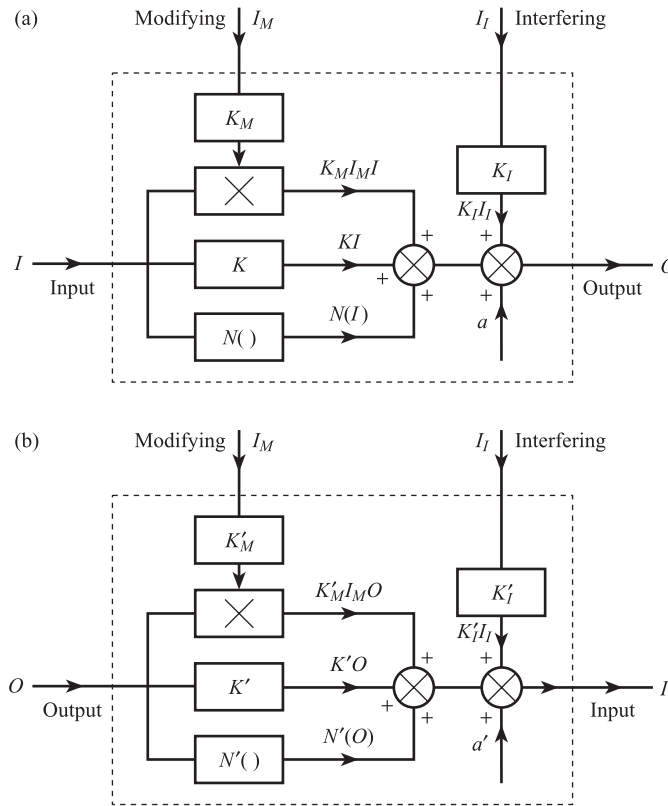 (a)
Modifying I_M
I_I Interfering
K_M
K_M I_M I
K_I
K_I I_I
I
Input
K
KI
+
+
+
+
+
N( )
N(I)
a
Output
O
(b)
Modifying I_M
I_I Interfering
K′_M
K′_M I_M O
K′_I
K′_I I_I
O
Output
K′
K′O
+
+
+
+
+
N′( )
N′(O)
a′
Input
I